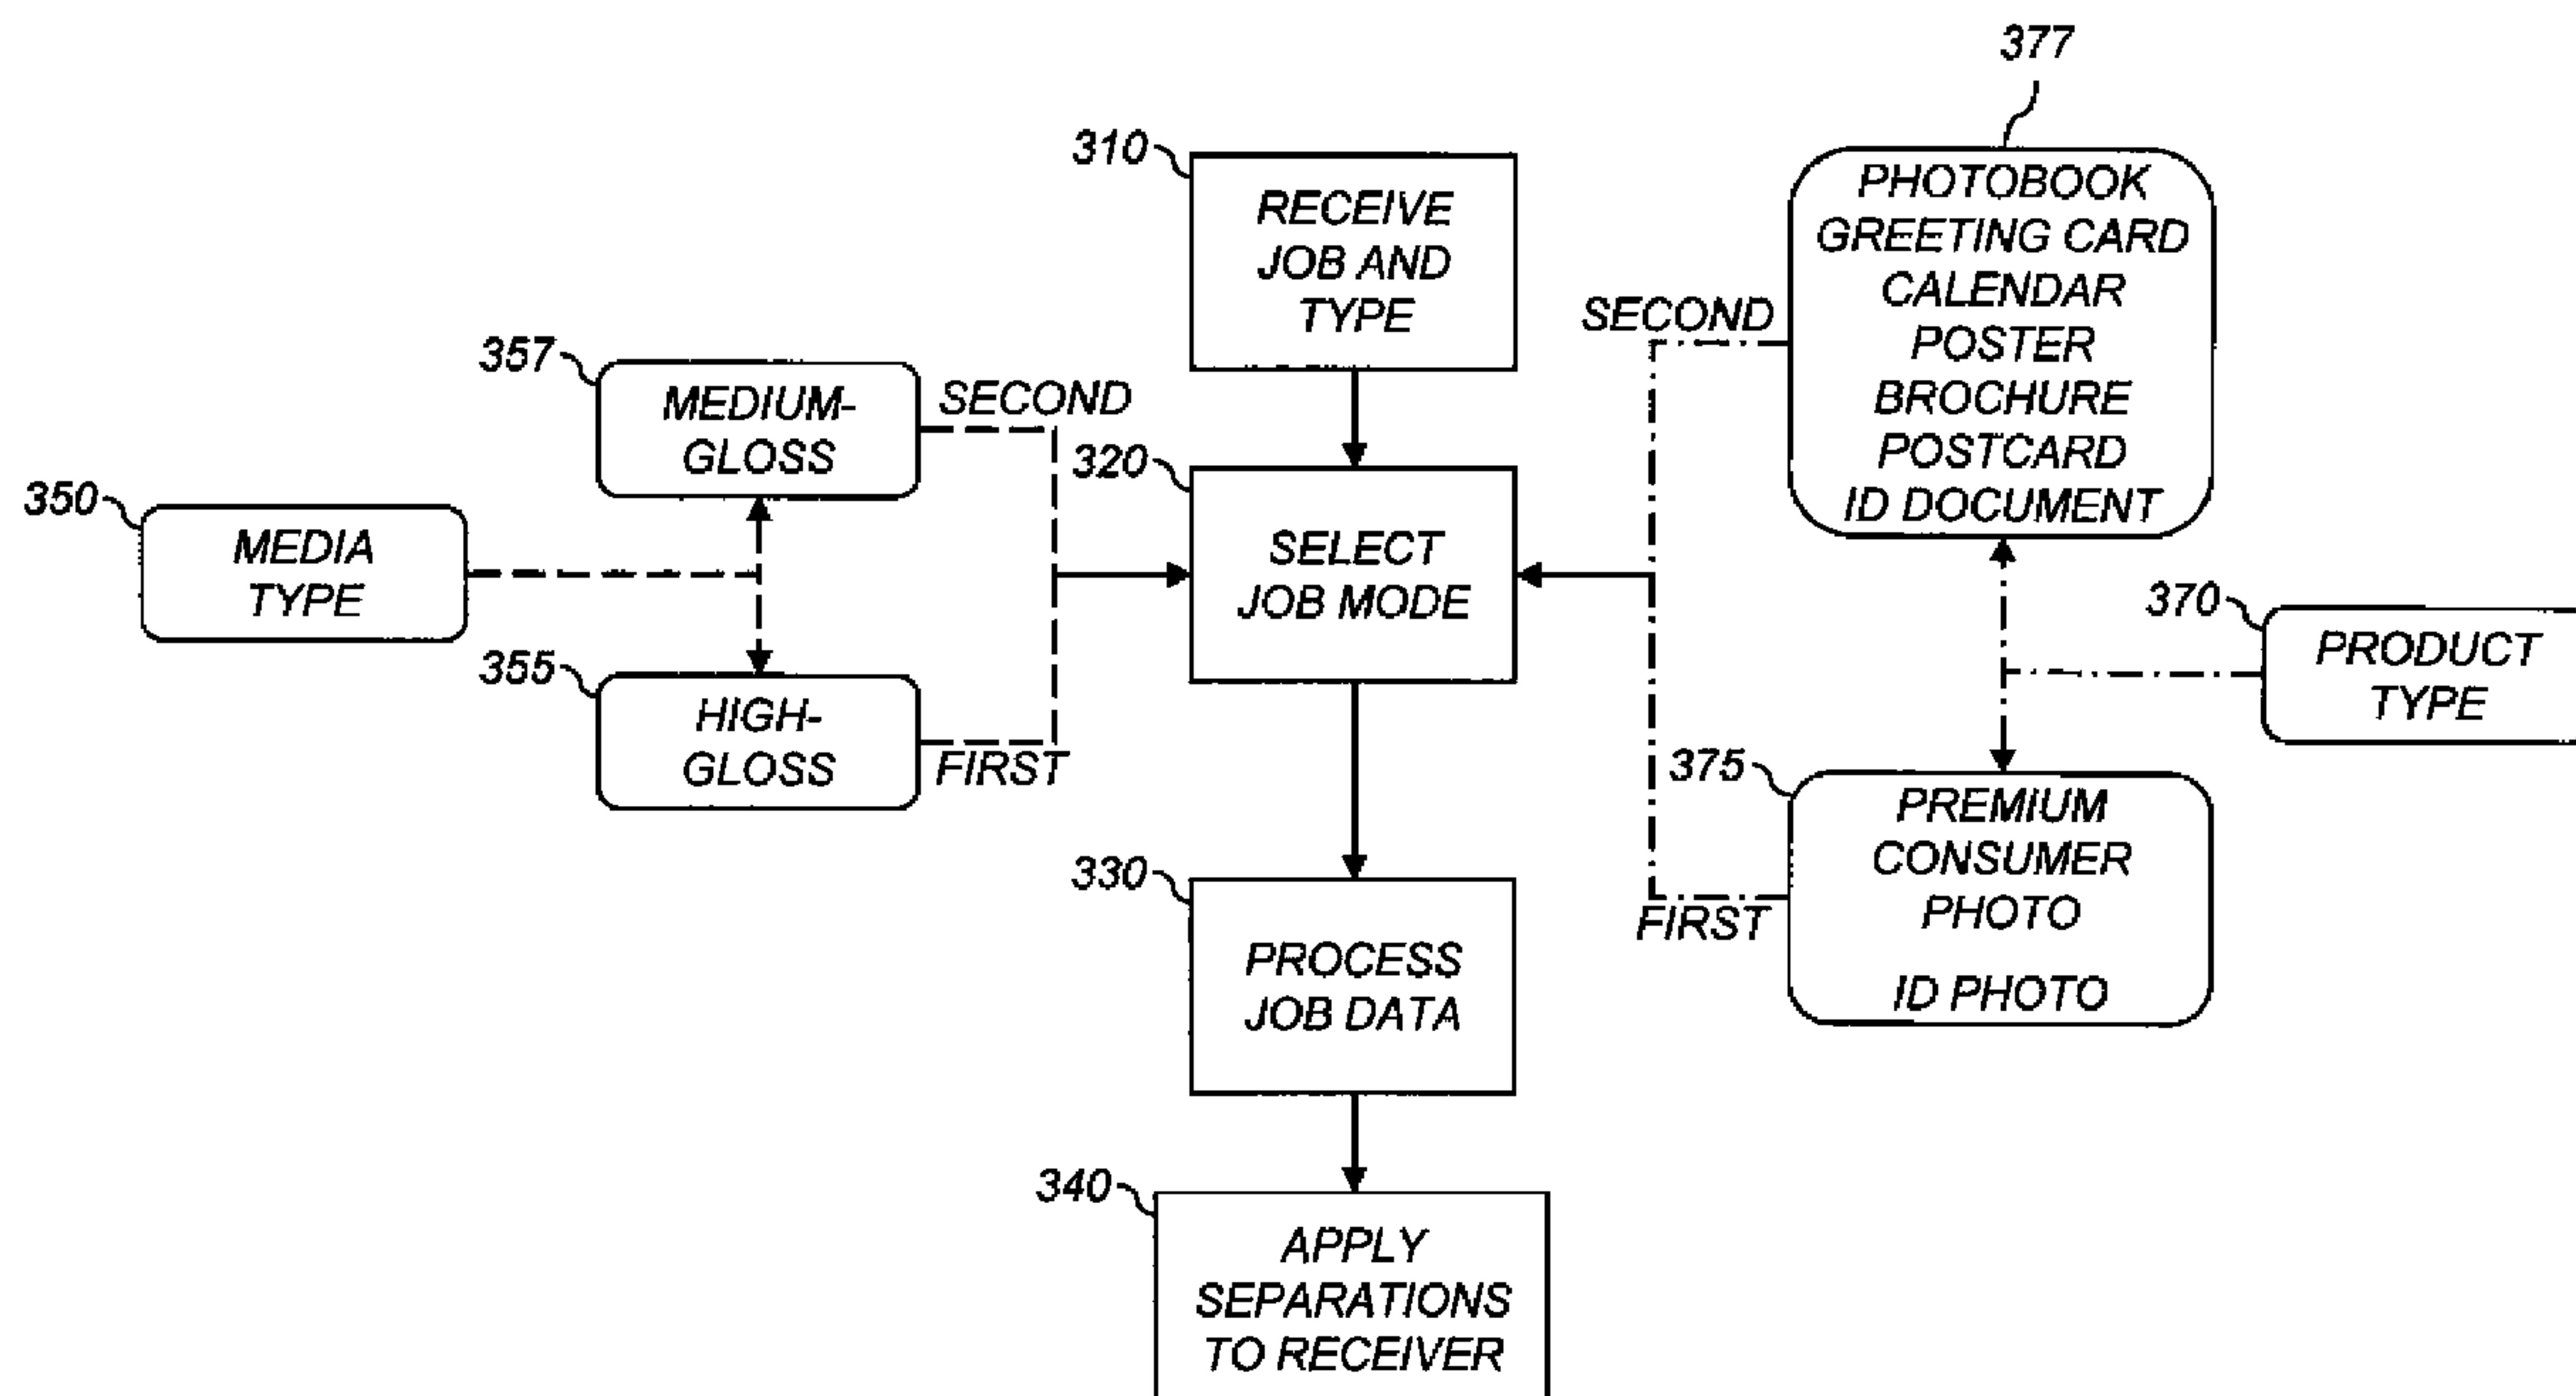 377
310
RECEIVE
JOB AND
TYPE
PHOTOBOOK
GREETING CARD
CALENDAR
POSTER
BROCHURE
POSTCARD
ID DOCUMENT
SECOND
357
MEDIUM-
GLOSS
SECOND
320
SELECT
JOB MODE
350
MEDIA
TYPE
355
HIGH-
GLOSS
FIRST
370
PRODUCT
TYPE
375
PREMIUM
CONSUMER
PHOTO
ID PHOTO
FIRST
330
PROCESS
JOB DATA
340
APPLY
SEPARATIONS
TO RECEIVER